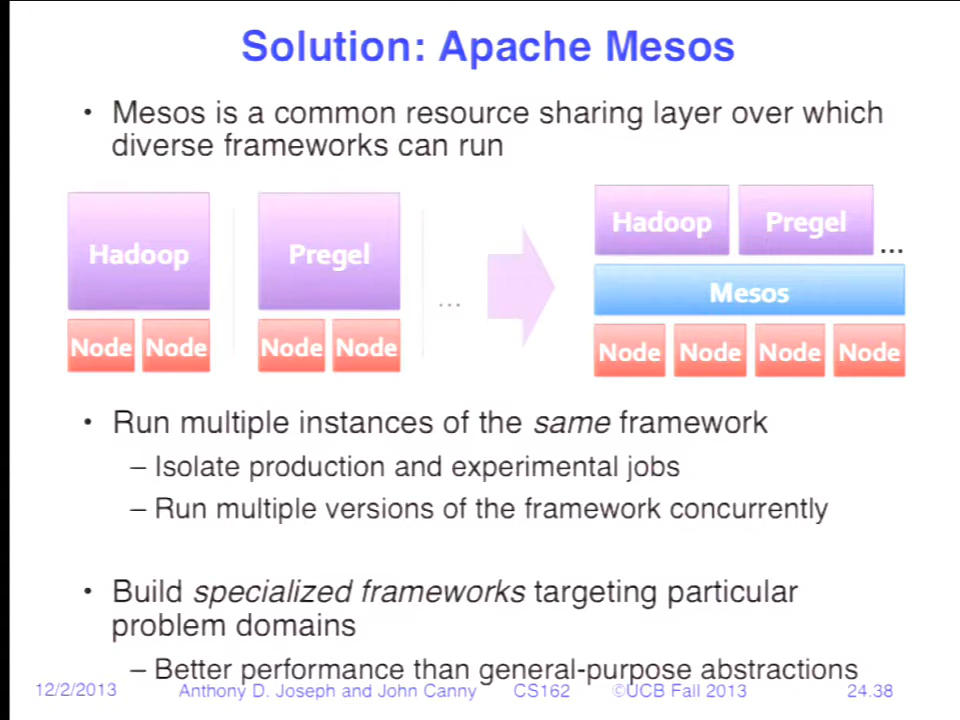 Solution: Apache Mesos
• Mesos is a common resource sharing layer over which
diverse frameworks can run
Hadoop
Pregel
...
Node Node
Node Node
Hadoop
Pregel
...
Mesos
Node Node Node Node
• Run multiple instances of the same framework
– Isolate production and experimental jobs
– Run multiple versions of the framework concurrently
• Build specialized frameworks targeting particular
problem domains
– Better performance than general-purpose abstractions
12/2/2013 Anthony D. Joseph and John Canny CS162 ©UCB Fall 2013 24.38